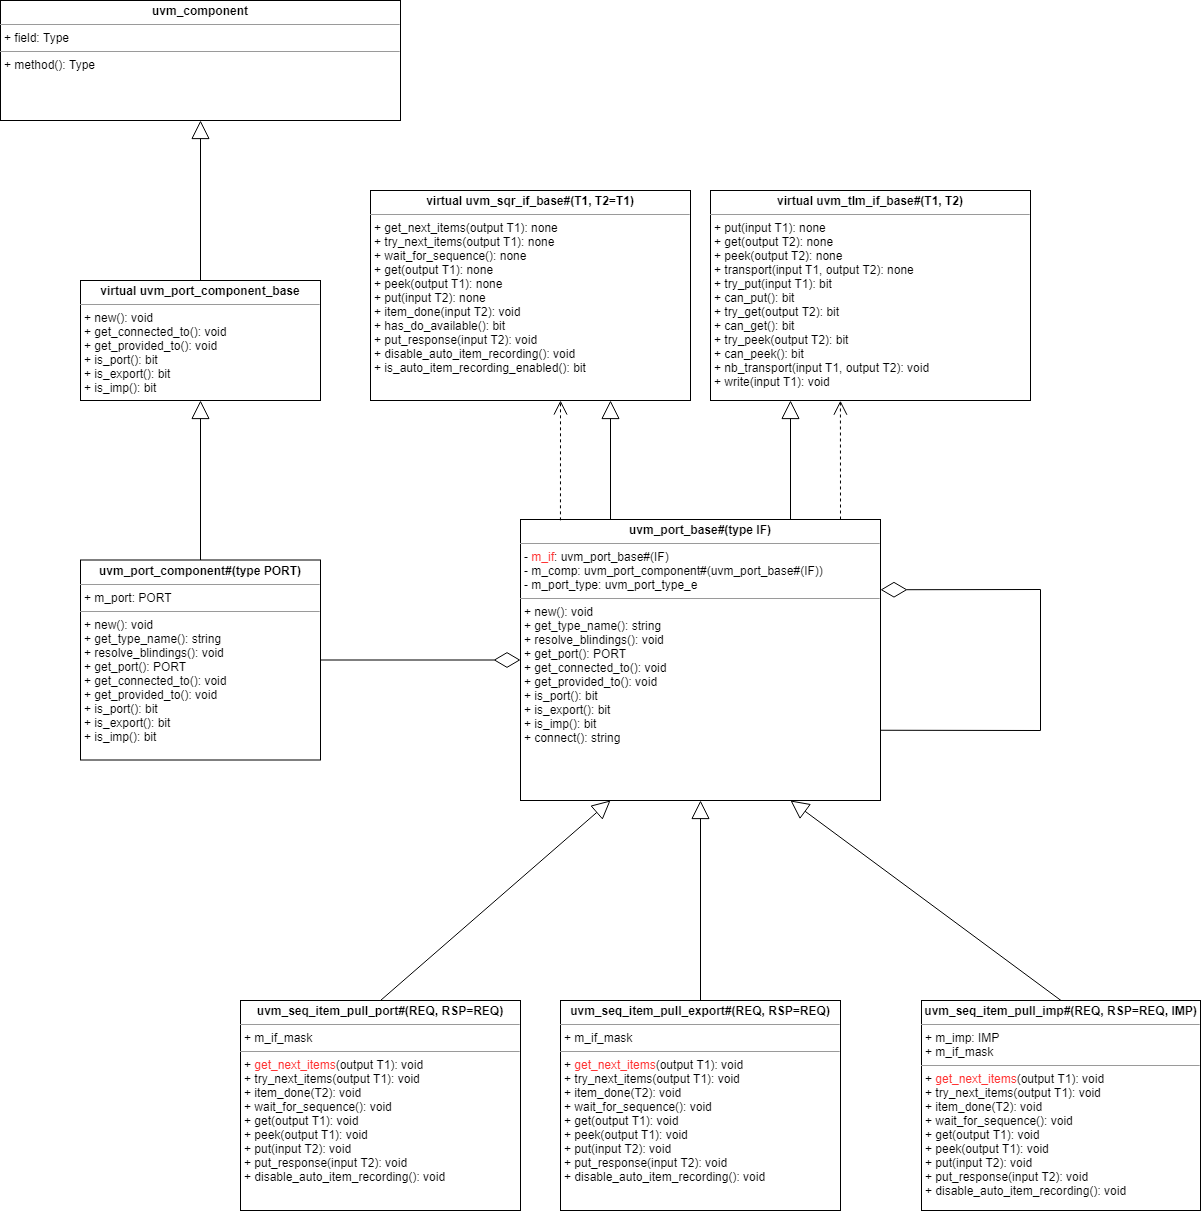 uvm_component
+ field: Type
+ method(): Type
virtual uvm_sqr_if_base#(T1, T2=T1)
+ get_next_items(output T1): none
+ try_next_items(output T1): none
+ wait_for_sequence(): none
+ get(output T1): none
+ peek(output T1): none
+ put(input T2): none
+ item_done(input T2): void
+ has_do_available(): bit
+ put_response(input T2): void
+ disable_auto_item_recording(): void
+ is_auto_item_recording_enabled(): bit
virtual uvm_tlm_if_base#(T1, T2)
+ put(input T1): none
+ get(output T2): none
+ peek(output T2): none
+ transport(input T1, output T2): none
+ try_put(input T1): bit
+ can_put(): bit
+ try_get(output T2): bit
+ can_get(): bit
+ try_peek(output T2): bit
+ can_peek(): bit
+ nb_transport(input T1, output T2): void
+ write(input T1): void
virtual uvm_port_component_base
+ new(): void
+ get_connected_to(): void
+ get_provided_to(): void
+ is_port(): bit
+ is_export(): bit
+ is_imp(): bit
uvm_port_component#(type PORT)
+ m_port: PORT
+ new(): void
+ get_type_name(): string
+ resolve_blindings(): void
+ get_port(): PORT
+ get_connected_to(): void
+ get_provided_to(): void
+ is_port(): bit
+ is_export(): bit
+ is_imp(): bit
uvm_port_base#(type IF)
- m_if: uvm_port_base#(IF)
- m_comp: uvm_port_component#(uvm_port_base#(IF))
- m_port_type: uvm_port_type_e
+ new(): void
+ get_type_name(): string
+ resolve_blindings(): void
+ get_port(): PORT
+ get_connected_to(): void
+ get_provided_to(): void
+ is_port(): bit
+ is_export(): bit
+ is_imp(): bit
+ connect(): string
uvm_seq_item_pull_port#(REQ, RSP=REQ)
+ m_if_mask
+ get_next_items(output T1): void
+ try_next_items(output T1): void
+ item_done(T2): void
+ wait_for_sequence(): void
+ get(output T1): void
+ peek(output T1): void
+ put(input T2): void
+ put_response(input T2): void
+ disable_auto_item_recording(): void
uvm_seq_item_pull_export#(REQ, RSP=REQ)
+ m_if_mask
+ get_next_items(output T1): void
+ try_next_items(output T1): void
+ item_done(T2): void
+ wait_for_sequence(): void
+ get(output T1): void
+ peek(output T1): void
+ put(input T2): void
+ put_response(input T2): void
+ disable_auto_item_recording(): void
uvm_seq_item_pull_imp#(REQ, RSP=REQ, IMP)
+ m_imp: IMP
+ m_if_mask
+ get_next_items(output T1): void
+ try_next_items(output T1): void
+ item_done(T2): void
+ wait_for_sequence(): void
+ get(output T1): void
+ peek(output T1): void
+ put(input T2): void
+ put_response(input T2): void
+ disable_auto_item_recording(): void